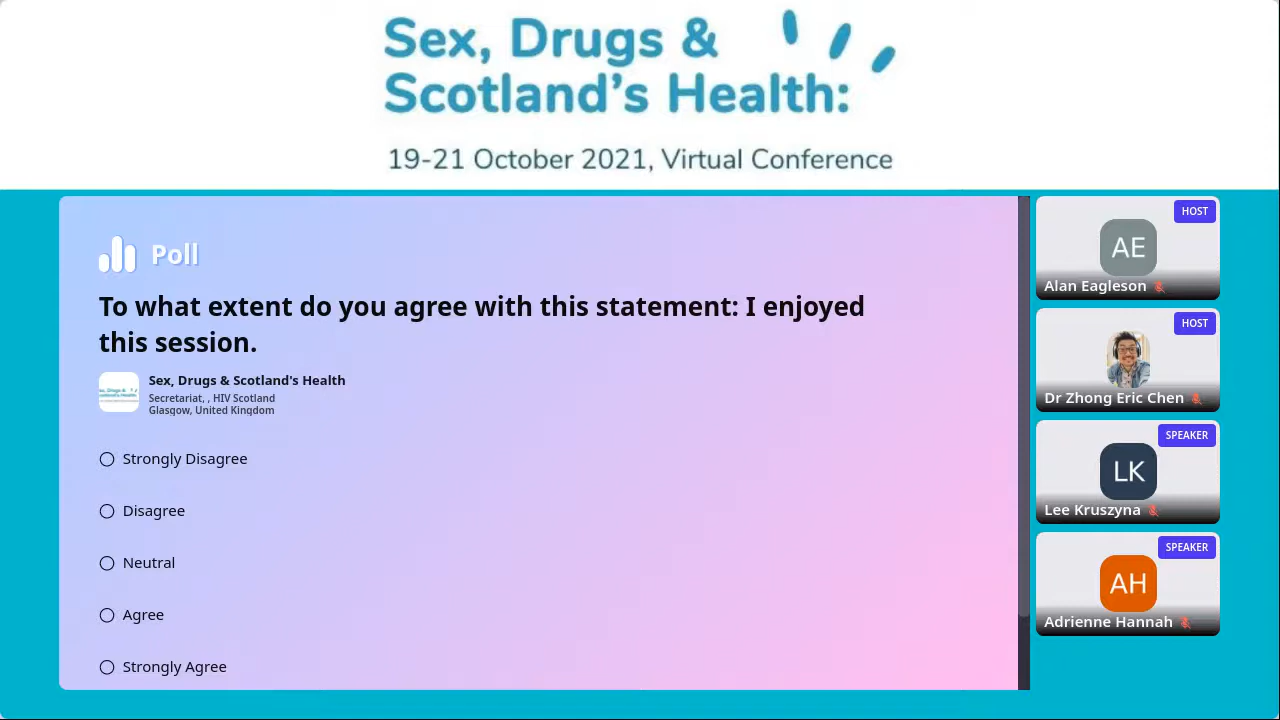 Sex, Drugs &
Scotland's Health:
19-21 October 2021, Virtual Conference
Poll
To what extent do you agree with this statement: I enjoyed
this session.
Sex, Drugs & Scotland's Health
Secretariat, , HIV Scotland
Glasgow, United Kingdom
Strongly Disagree
Disagree
Neutral
Agree
Strongly Agree
HOST
AE
Alan Eagleson
HOST
Dr Zhong Eric Chen
SPEAKER
LK
Lee Kruszyna
SPEAKER
AH
Adrienne Hannah